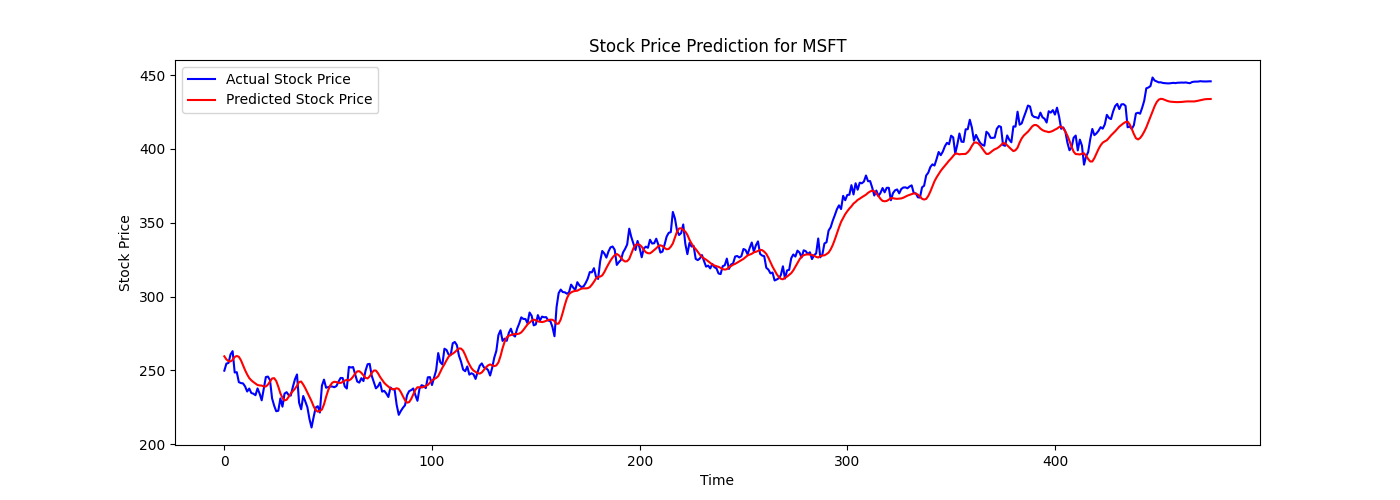 Stock Price Prediction for MSFT
Actual Stock Price
Predicted Stock Price
450
400
350
300
250
200
Stock Price
0 100 200 300 400
Time